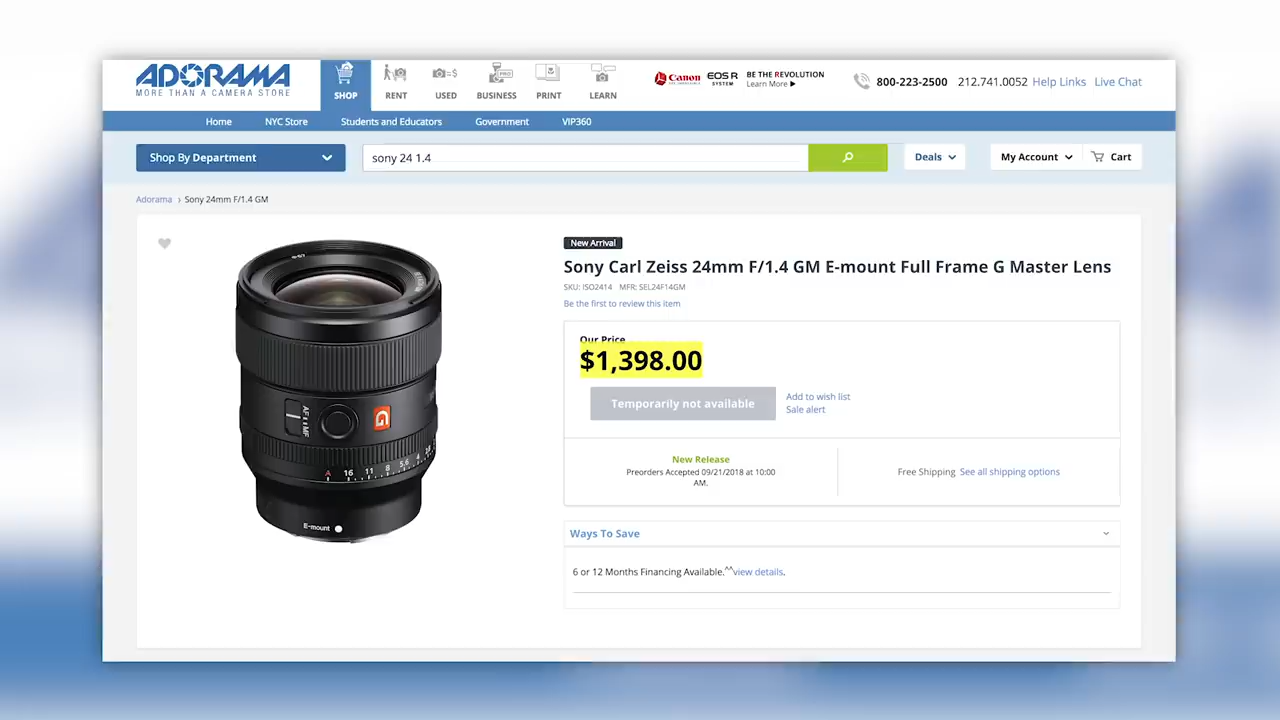 ADORAMA
MORE THAN A CAMERA STORE
SHOP
RENT
USED
BUSINESS
PRINT
LEARN
Canon
EOS R
SYSTEM
BE THE REVOLUTION
Learn More ▶
800-223-2500 212.741.0052 Help Links Live Chat
Home NYC Store Students and Educators Government VIP360
Shop By Department
sony 24 1.4
Deals
My Account
Cart
Adorama › Sony 24mm F/1.4 GM
New Arrival
Sony Carl Zeiss 24mm F/1.4 GM E-mount Full Frame G Master Lens
SKU: ISO2414 MFR: SEL24F14GM
Be the first to review this item
Our Price
$1,398.00
Temporarily not available
Add to wish list
Sale alert
New Release
Preorders Accepted 09/21/2018 at 10:00
AM.
Free Shipping See all shipping options
Ways To Save
6 or 12 Months Financing Available.^^view details.
AF MF
G
A 16 11 8 5.6 4
E-mount